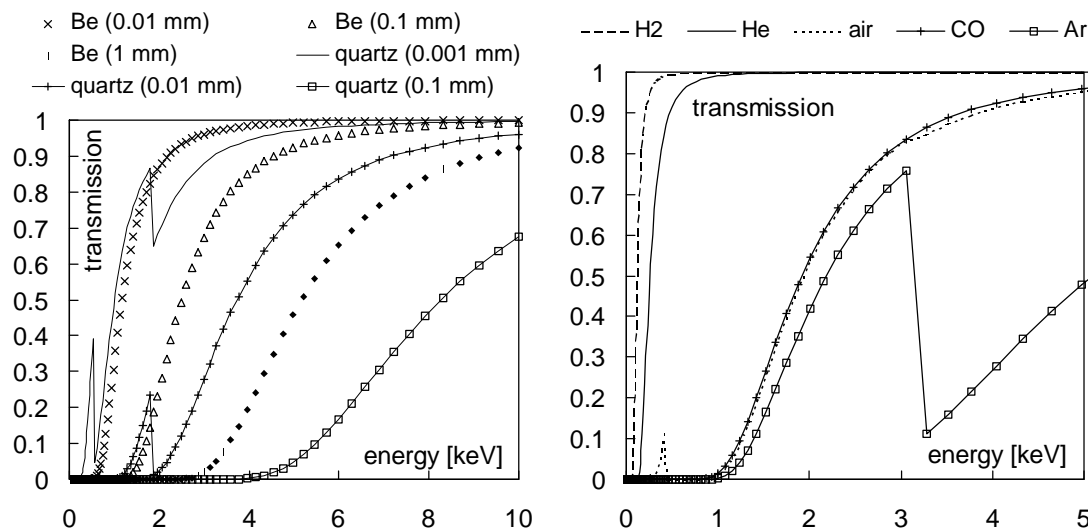 Be (0.01 mm) Be (0.1 mm)
Be (1 mm) quartz (0.001 mm)
quartz (0.01 mm) quartz (0.1 mm)
1
0.9
0.8
0.7
0.6
0.5
0.4
0.3
0.2
0.1
0
transmission
energy [keV]
0 2 4 6 8 10
H2 He air CO Ar
1
0.9
0.8
0.7
0.6
0.5
0.4
0.3
0.2
0.1
0
transmission
energy [keV]
0 1 2 3 4 5